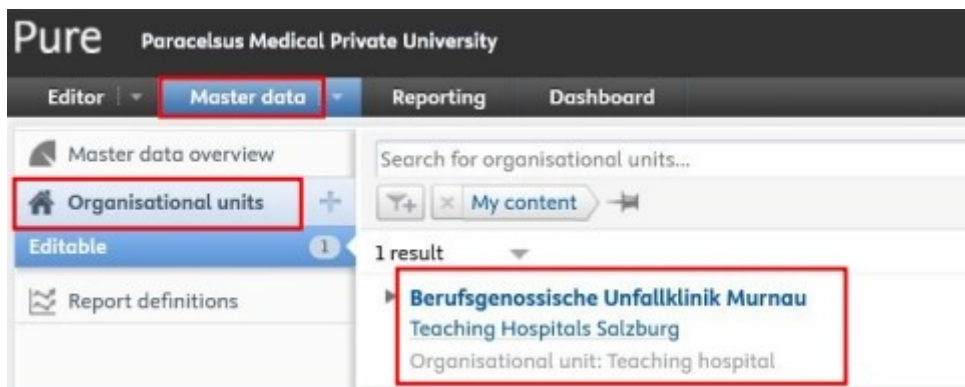 Pure Paracelsus Medical Private University
Editor Master data Reporting Dashboard
Master data overview
Organisational units
Editable 1
Report definitions
Search for organisational units...
My content
1 result
Berufsgenossische Unfallklinik Murnau
Teaching Hospitals Salzburg
Organisational unit: Teaching hospital